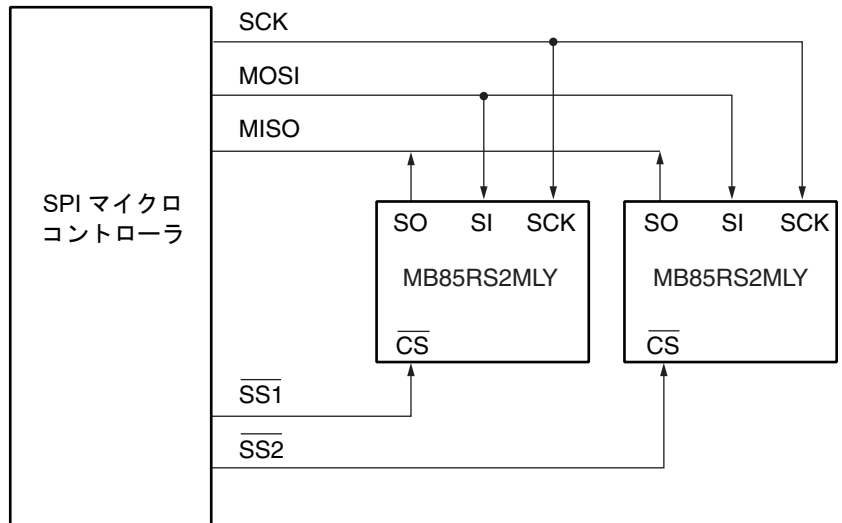 SCK
MOSI
MISO
SPI マイクロ
コントローラ
SO SI SCK
MB85RS2MLY
CS
SO SI SCK
MB85RS2MLY
CS
SS1
SS2